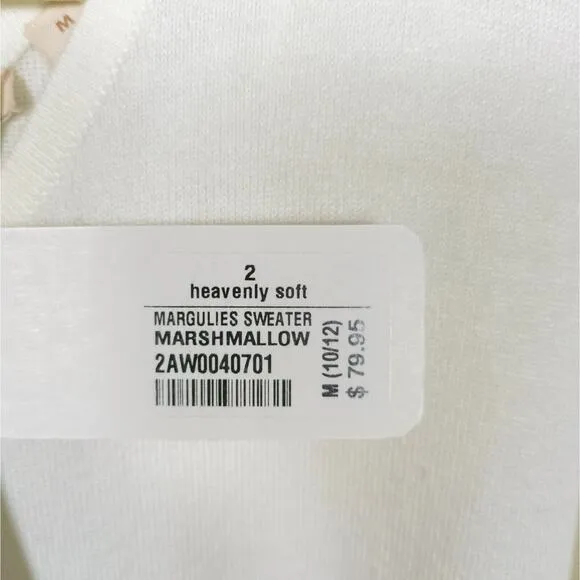 M
2
heavenly soft
MARGULIES SWEATER
MARSHMALLOW
2AW0040701
M (10/12)
$ 79.95